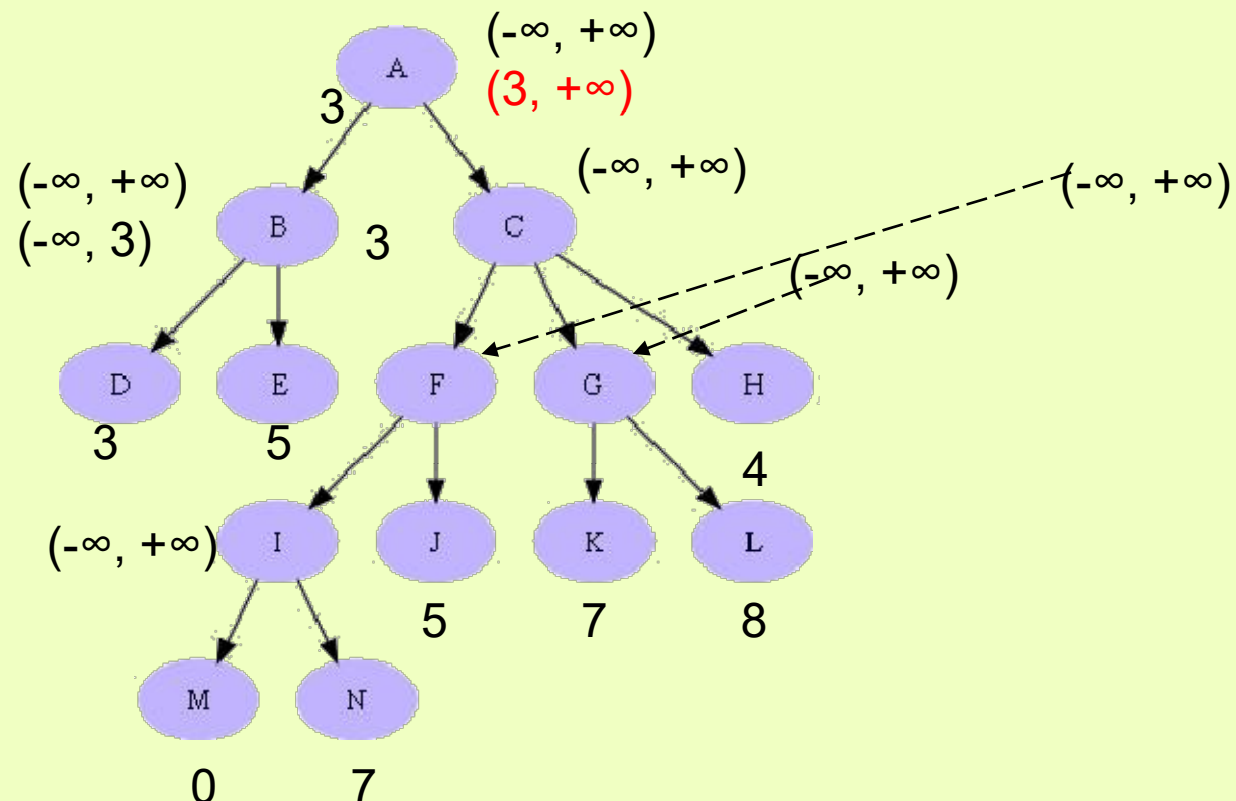 (-∞, +∞)
A
(3, +∞)
3
(-∞, +∞)
(-∞, +∞)
(-∞, +∞)
B
3
C
(-∞, 3)
(-∞, +∞)
D
E
F
G
H
3
5
4
(-∞, +∞)
I
J
K
L
5
7
8
M
N
0
7